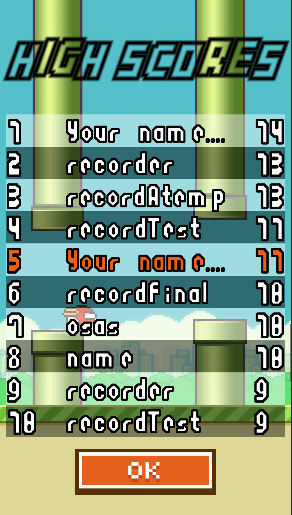 HIGH SCORES
1 Your name.... 14
2 recorder 13
3 recordAtemp 13
4 recordTest 11
5 Your name.... 11
6 recordfinal 10
7 osas 10
8 name 10
9 recorder 9
10 recordTest 9
OK